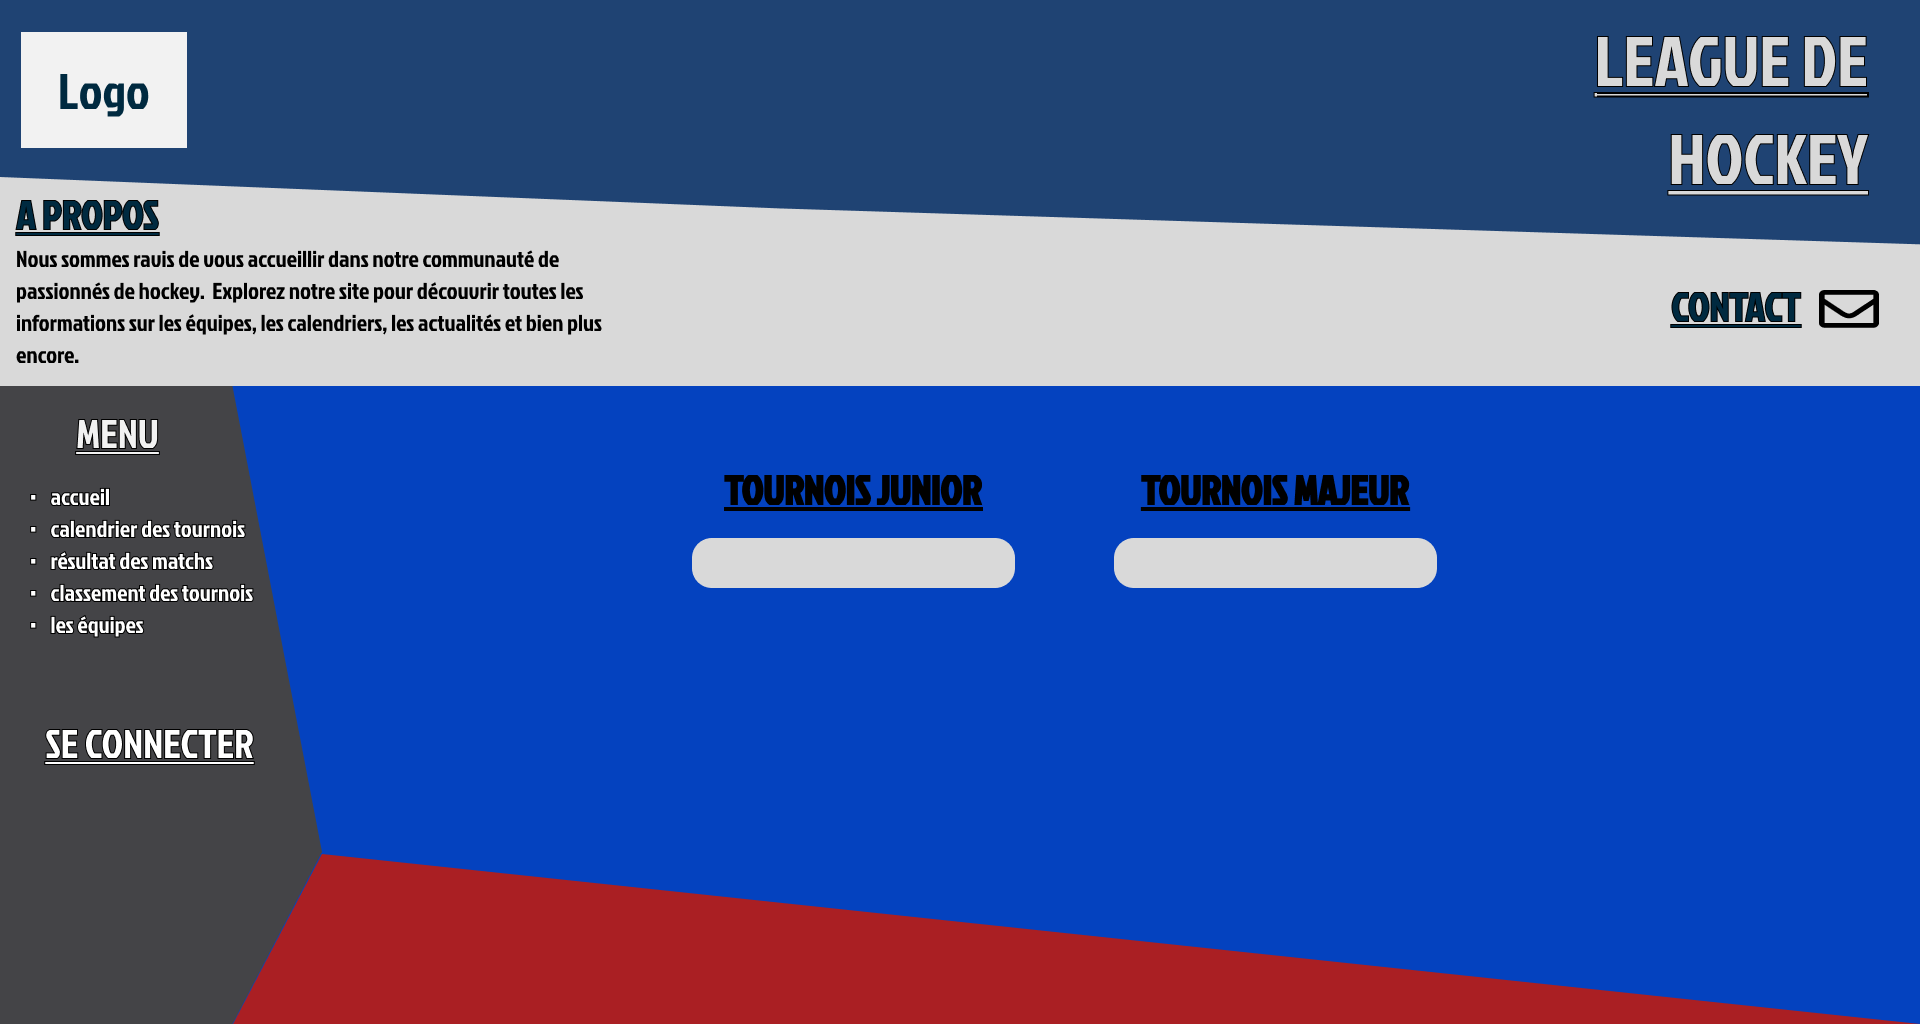 Logo
LEAGUE DE
HOCKEY
A PROPOS
Nous sommes ravis de vous accueillir dans notre communauté de
passionnés de hockey.  Explorez notre site pour découvrir toutes les
informations sur les équipes, les calendriers, les actualités et bien plus
encore.
CONTACT
MENU
accueil
calendrier des tournois
résultat des matchs
classement des tournois
les équipes
SE CONNECTER
TOURNOIS JUNIOR
TOURNOIS MAJEUR